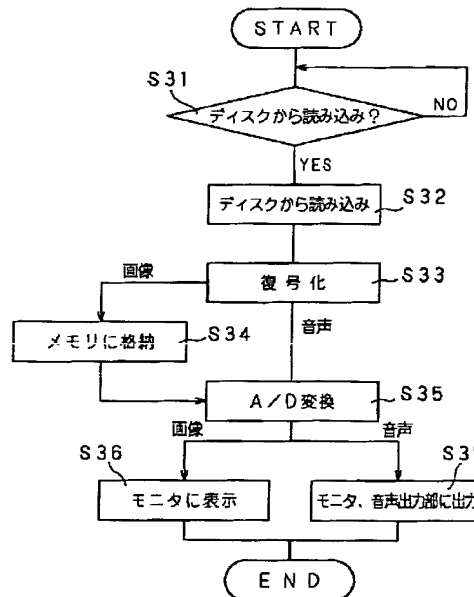 START
S31
ディスクから読み込み?
NO
YES
ディスクから読み込み
S32
画像
復号化
S33
メモリに格納
S34
音声
A/D変換
S35
画像
音声
S36
モニタに表示
モニタ、音声出力部に出力
END